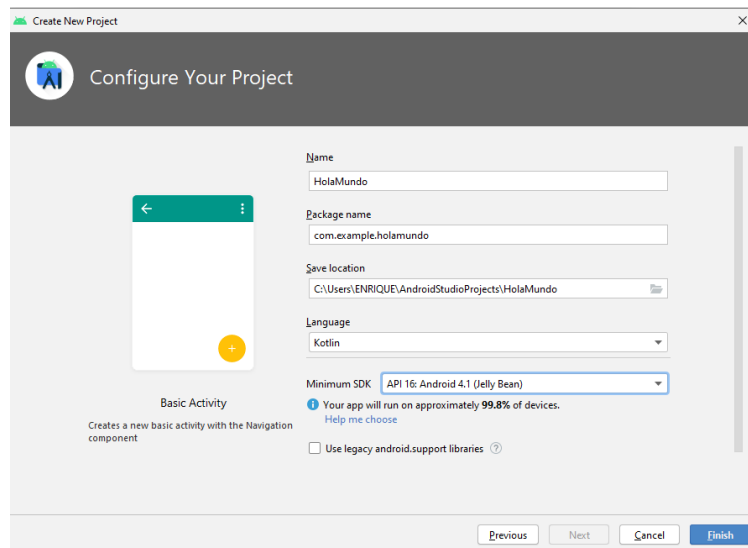 Create New Project
Configure Your Project
Name
HolaMundo
Package name
com.example.holamundo
Save location
C:\Users\ENRIQUE\AndroidStudioProjects\HolaMundo
Language
Kotlin
Minimum SDK API 16: Android 4.1 (Jelly Bean)
Your app will run on approximately 99.8% of devices.
Help me choose
Use legacy android.support libraries ?
Basic Activity
Creates a new basic activity with the Navigation
component
Previous Next Cancel Finish